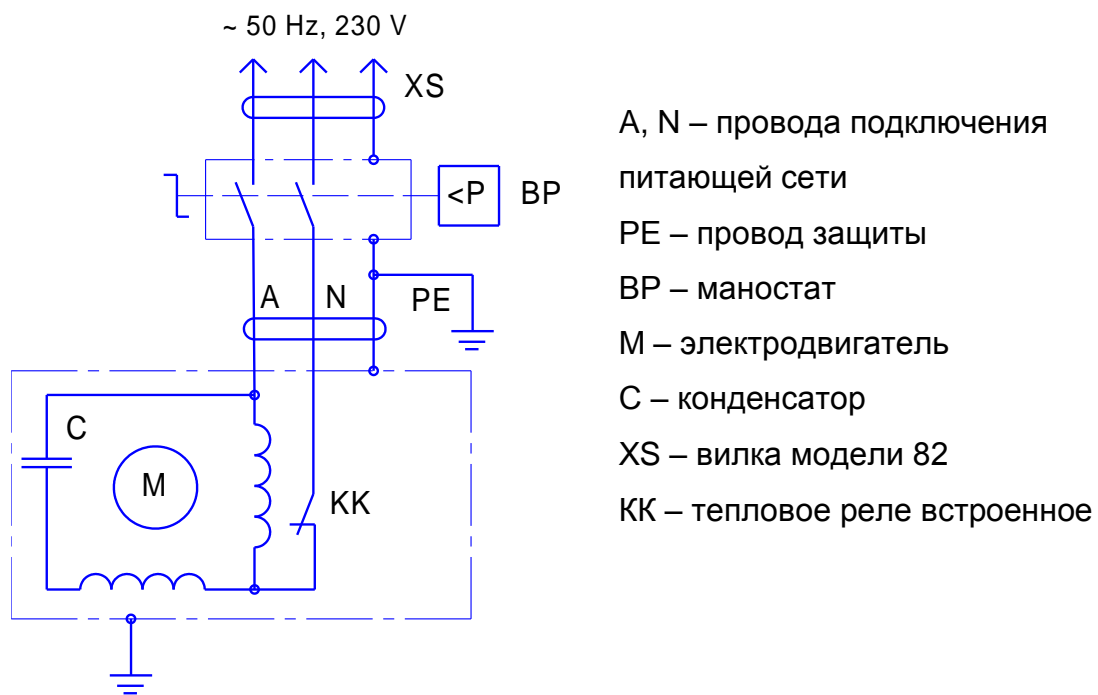 ~ 50 Hz, 230 V
XS
<P
BP
A
N
PE
C
M
KK
A, N – провода подключения
питающей сети
PE – провод защиты
BP – маностат
M – электродвигатель
C – конденсатор
XS – вилка модели 82
КК – тепловое реле встроенное